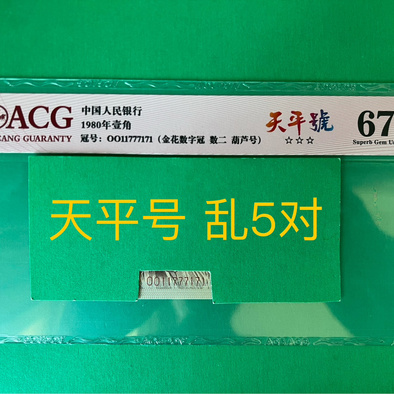 ACG
CANG GUARANTY
中国人民银行
1980年壹角
冠号：OO11777171（金花数字冠 数二 葫芦号）
天平號
☆☆☆
67
Superb Gem U
天平号 乱5对
OO11777171